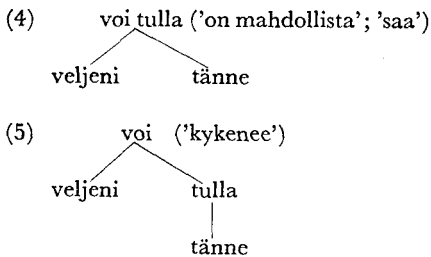 (4) voi tulla ('on mahdollista'; 'saa')
veljeni tänne
(5) voi ('kykenee')
veljeni tulla
tänne